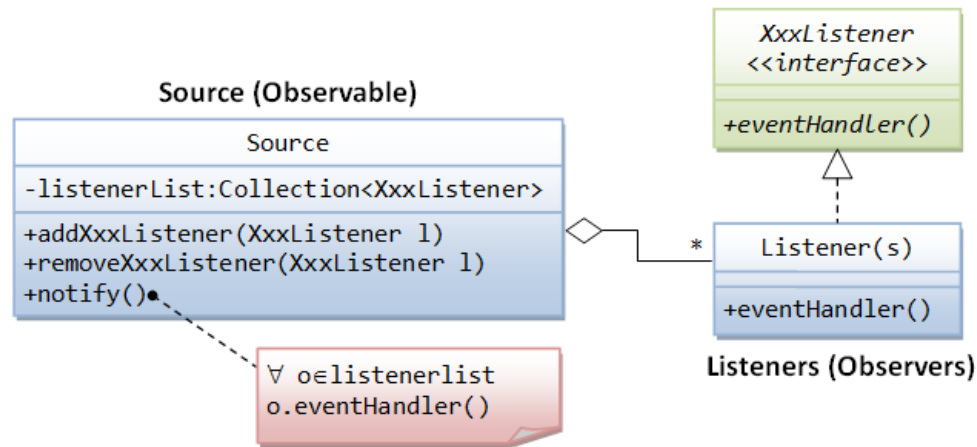 Source (Observable)
Source
-listenerList:Collection<XxxListener>
+addXxxListener(XxxListener l)
+removeXxxListener(XxxListener l)
+notify()
∀ o∊listenerlist
o.eventHandler()
XxxListener
<<interface>>
+eventHandler()
*
Listener(s)
+eventHandler()
Listeners (Observers)